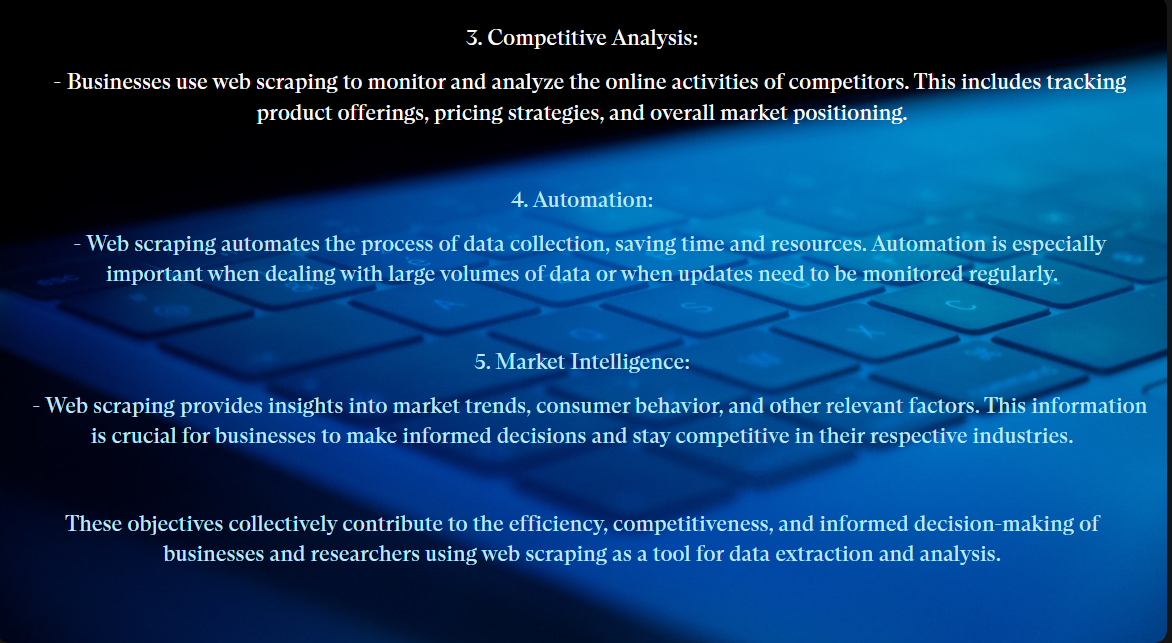 3. Competitive Analysis:
- Businesses use web scraping to monitor and analyze the online activities of competitors. This includes tracking
product offerings, pricing strategies, and overall market positioning.
4. Automation:
- Web scraping automates the process of data collection, saving time and resources. Automation is especially
important when dealing with large volumes of data or when updates need to be monitored regularly.
5. Market Intelligence:
- Web scraping provides insights into market trends, consumer behavior, and other relevant factors. This information
is crucial for businesses to make informed decisions and stay competitive in their respective industries.
These objectives collectively contribute to the efficiency, competitiveness, and informed decision-making of
businesses and researchers using web scraping as a tool for data extraction and analysis.